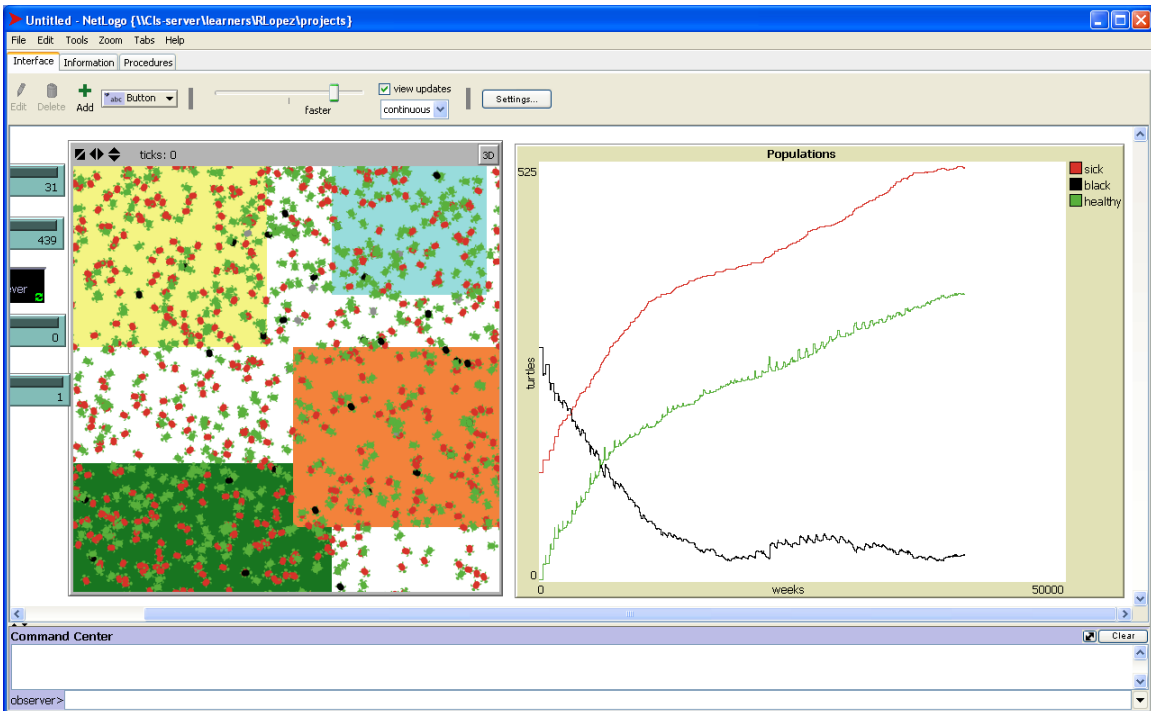 Untitled - NetLogo {\\Cls-server\learners\RLopez\projects}
File Edit Tools Zoom Tabs Help
Interface Information Procedures
Edit Delete Add abc Button faster view updates continuous Settings...
ticks: 0 3D
31
439
ver
0
1
Populations
525
turtles
0
0 weeks 50000
sick
black
healthy
Command Center Clear
observer>